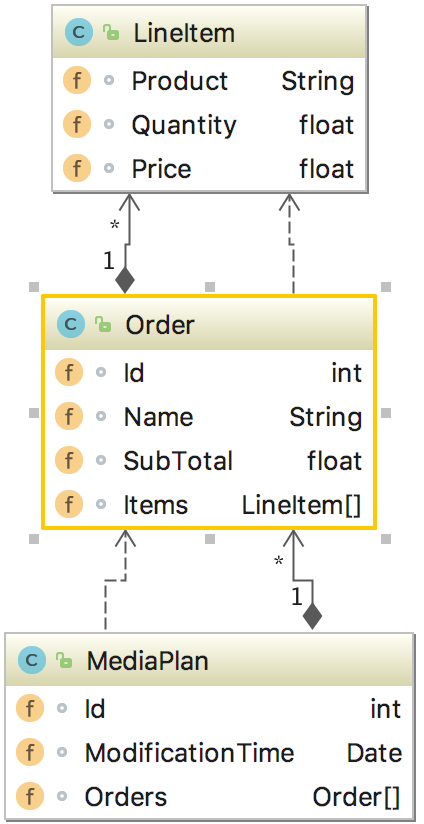 C LineItem
f Product String
f Quantity float
f Price float
*
1
C Order
f Id int
f Name String
f SubTotal float
f Items LineItem[]
*
1
C MediaPlan
f Id int
f ModificationTime Date
f Orders Order[]